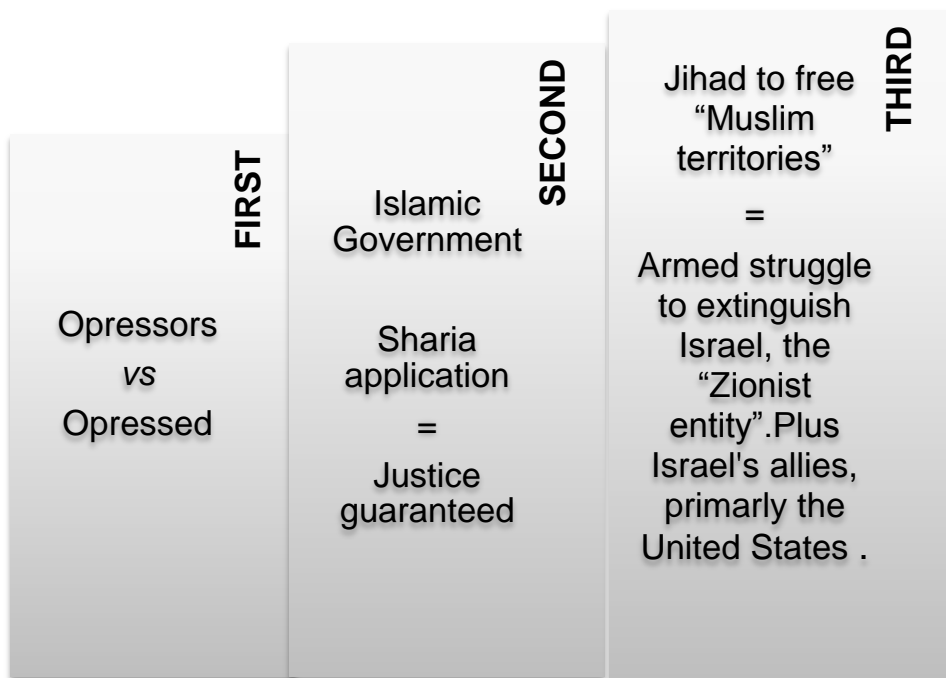 FIRST
Opressors
vs
Opressed
SECOND
Islamic
Government
Sharia
application
=
Justice
guaranteed
THIRD
Jihad to free
“Muslim
territories”
=
Armed struggle
to extinguish
Israel, the
“Zionist
entity”.Plus
Israel's allies,
primarly the
United States .